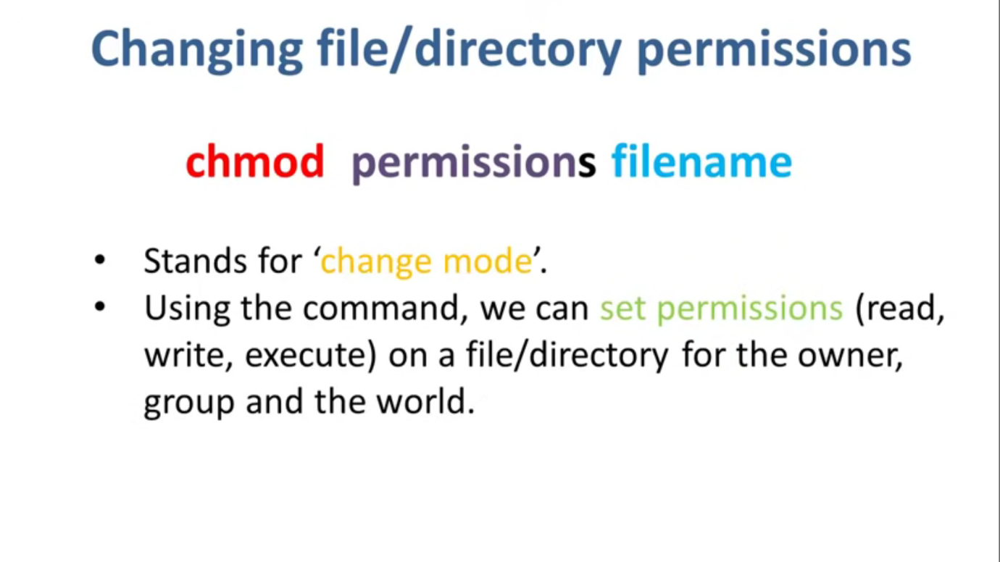 Changing file/directory permissions
chmod permissions filename
• Stands for ‘change mode’.
• Using the command, we can set permissions (read,
write, execute) on a file/directory for the owner,
group and the world.